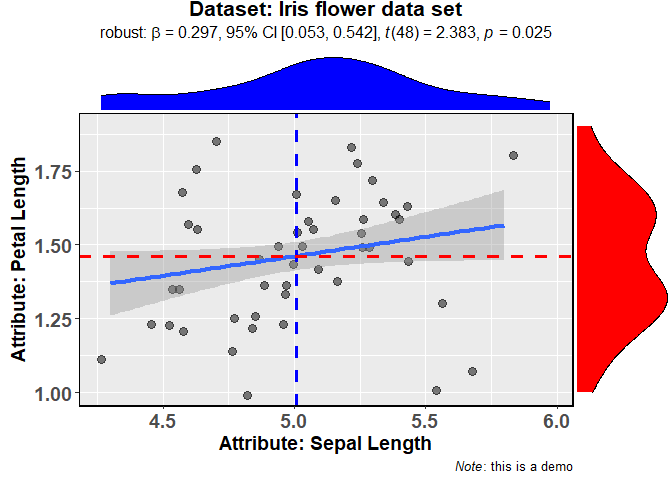 Dataset: Iris flower data set
robust: β = 0.297, 95% CI [0.053, 0.542], t(48) = 2.383, p = 0.025
Attribute: Petal Length
1.75
1.50
1.25
1.00
4.5 5.0 5.5 6.0
Attribute: Sepal Length
Note: this is a demo